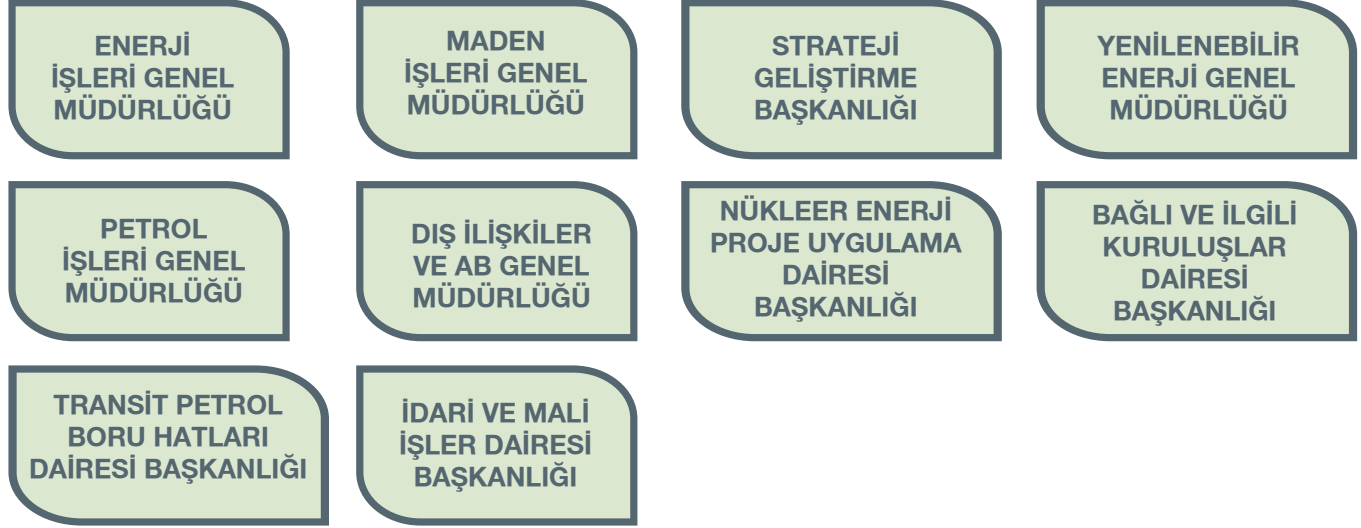 ENERJİ
İŞLERİ GENEL
MÜDÜRLÜĞÜ
MADEN
İŞLERİ GENEL
MÜDÜRLÜĞÜ
STRATEJİ
GELİŞTİRME
BAŞKANLIĞI
YENİLENEBİLİR
ENERJİ GENEL
MÜDÜRLÜĞÜ
PETROL
İŞLERİ GENEL
MÜDÜRLÜĞÜ
DIŞ İLİŞKİLER
VE AB GENEL
MÜDÜRLÜĞÜ
NÜKLEER ENERJİ
PROJE UYGULAMA
DAİRESİ
BAŞKANLIĞI
BAĞLI VE İLGİLİ
KURULUŞLAR
DAİRESİ
BAŞKANLIĞI
TRANSİT PETROL
BORU HATLARI
DAİRESİ BAŞKANLIĞI
İDARİ VE MALİ
İŞLER DAİRESİ
BAŞKANLIĞI